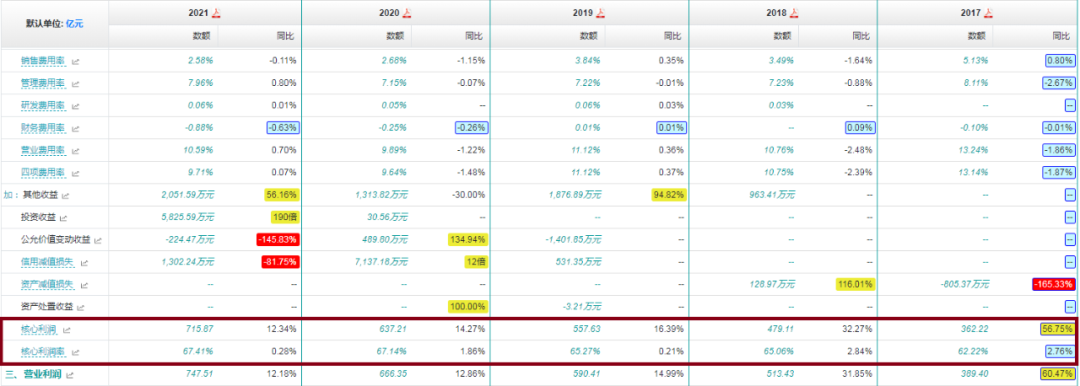 默认单位: 亿元 2021 2020 2019 2018 2017
数额 同比 数额 同比 数额 同比 数额 同比 数额 同比
销售费用率 2.58% -0.11% 2.68% -1.15% 3.84% 0.35% 3.49% -1.64% 5.13% 0.80%
管理费用率 7.96% 0.80% 7.15% -0.07% 7.22% -0.01% 7.23% -0.88% 8.11% -2.67%
研发费用率 0.06% 0.01% 0.05% -- 0.06% 0.03% 0.03% -- -- --
财务费用率 -0.88% -0.63% -0.25% -0.26% 0.01% 0.01% -- 0.09% -0.10% -0.01%
营业费用率 10.59% 0.70% 9.89% -1.22% 11.12% 0.36% 10.76% -2.48% 13.24% -1.86%
四项费用率 9.71% 0.07% 9.64% -1.48% 11.12% 0.37% 10.75% -2.39% 13.14% -1.87%
加: 其他收益 2,051.59万元 56.16% 1,313.82万元 -30.00% 1,876.89万元 94.82% 963.41万元 -- -- --
投资收益 5,825.59万元 190倍 30.56万元 -- -- -- -- -- -- --
公允价值变动收益 -224.47万元 -145.83% 489.80万元 134.94% -1,401.85万元 -- -- -- -- --
信用减值损失 1,302.24万元 -81.75% 7,137.18万元 12倍 531.35万元 -- -- -- -- --
资产减值损失 -- -- -- -- -- -- 128.97万元 116.01% -805.37万元 -165.33%
资产处置收益 -- -- -- 100.00% -3.21万元 -- -- -- -- --
核心利润 715.87 12.34% 637.21 14.27% 557.63 16.39% 479.11 32.27% 362.22 56.75%
核心利润率 67.41% 0.28% 67.14% 1.86% 65.27% 0.21% 65.06% 2.84% 62.22% 2.76%
三、营业利润 747.51 12.18% 666.35 12.86% 590.41 14.99% 513.43 31.85% 389.40 60.47%